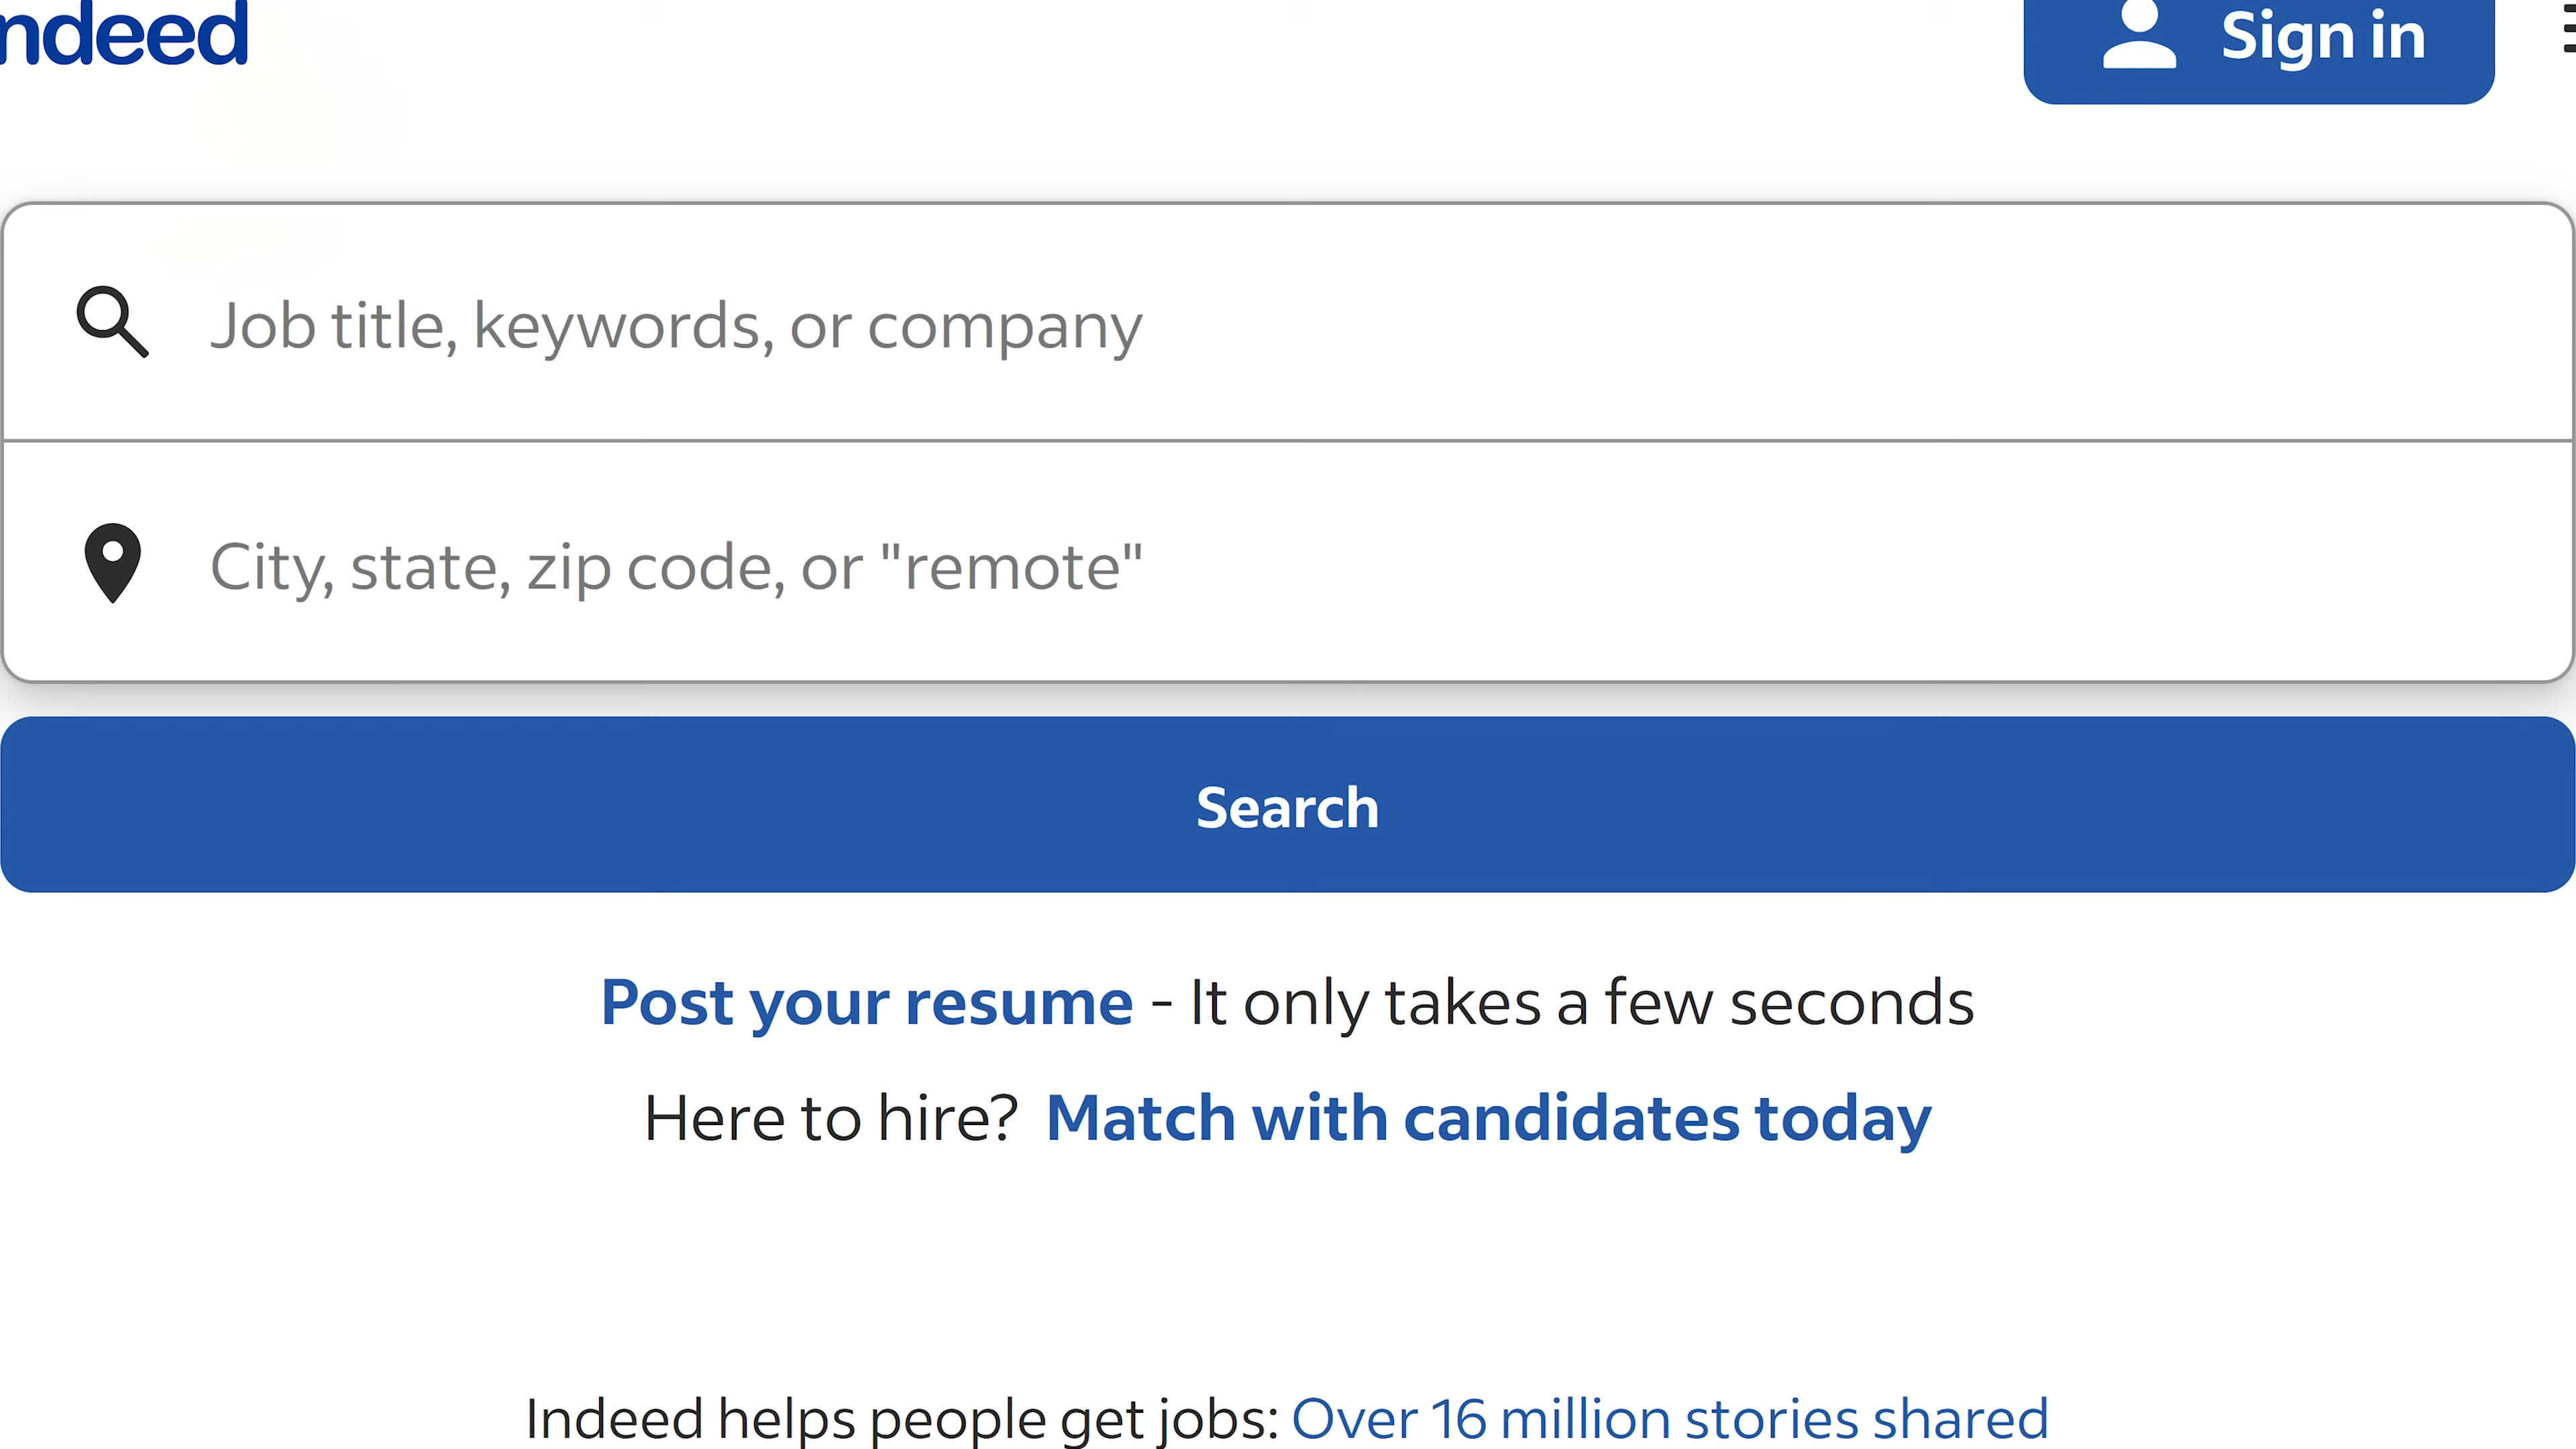 ndeed
Sign in
Job title, keywords, or company
City, state, zip code, or "remote"
Search
Post your resume - It only takes a few seconds
Here to hire? Match with candidates today
Indeed helps people get jobs: Over 16 million stories shared